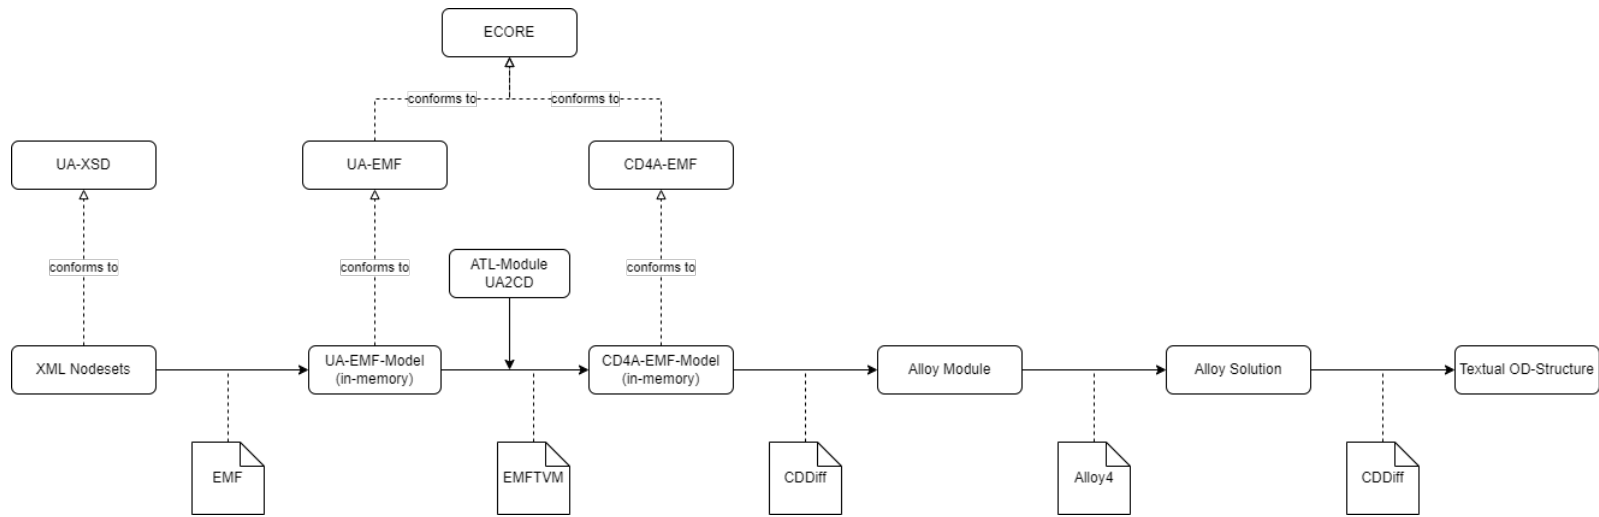 ECORE
conforms to
conforms to
UA-XSD
UA-EMF
CD4A-EMF
conforms to
conforms to
ATL-Module
UA2CD
conforms to
XML Nodesets
UA-EMF-Model
(in-memory)
CD4A-EMF-Model
(in-memory)
Alloy Module
Alloy Solution
Textual OD-Structure
EMF
EMFTVM
CDDiff
Alloy4
CDDiff